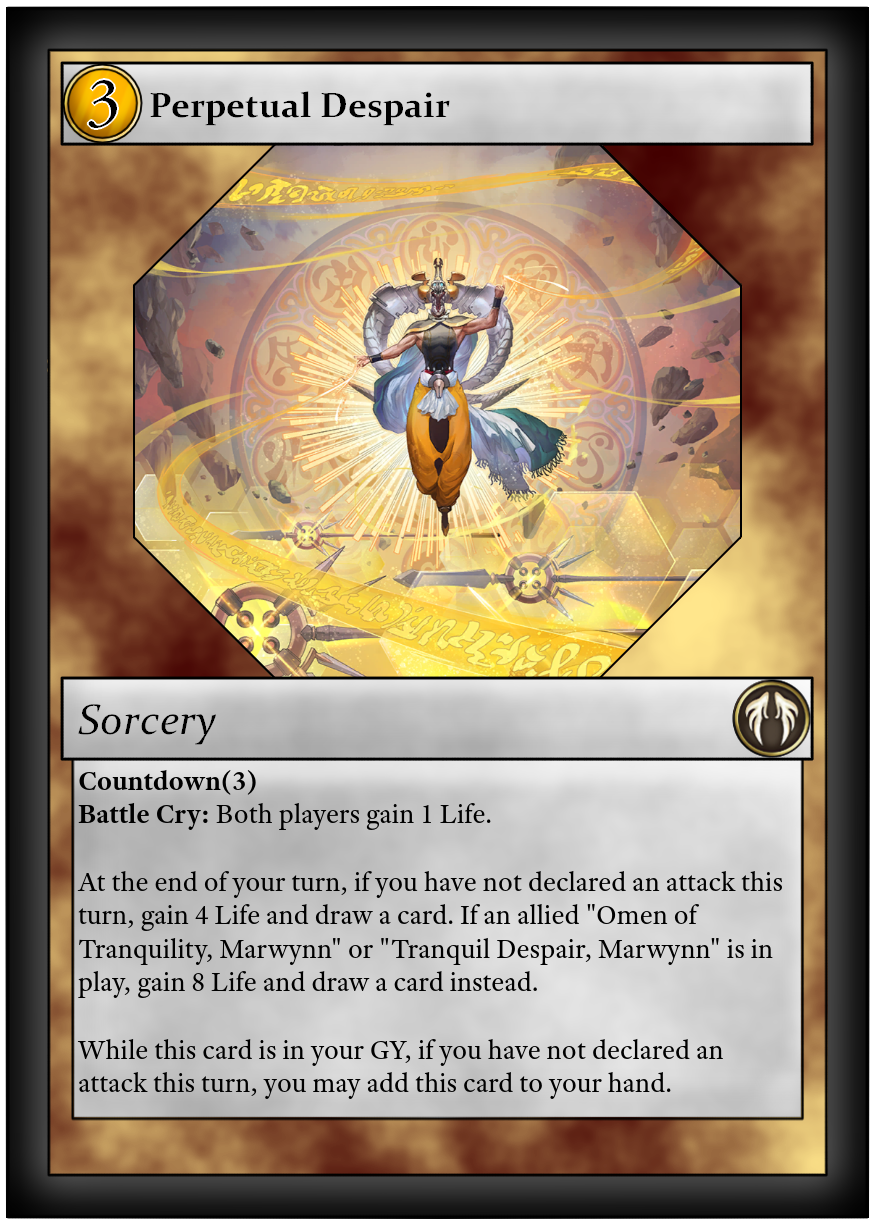 3 Perpetual Despair
Sorcery
Countdown(3)
Battle Cry: Both players gain 1 Life.
At the end of your turn, if you have not declared an attack this
turn, gain 4 Life and draw a card. If an allied "Omen of
Tranquility, Marwynn" or "Tranquil Despair, Marwynn" is in
play, gain 8 Life and draw a card instead.
While this card is in your GY, if you have not declared an
attack this turn, you may add this card to your hand.